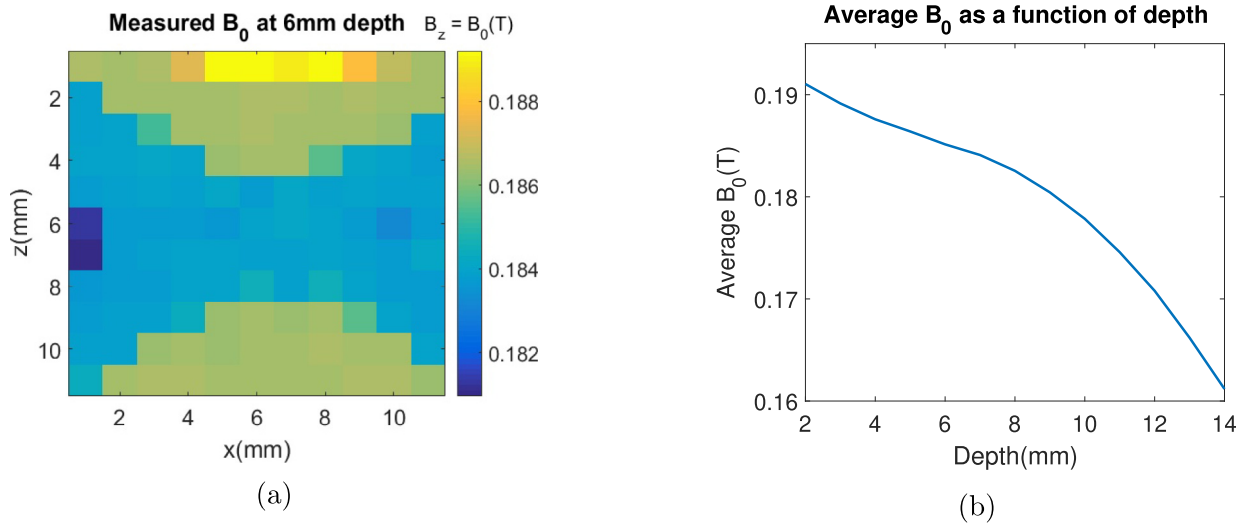 Measured B0 at 6mm depth
Bz = B0(T)
2
4
6
8
10
z(mm)
2
4
6
8
10
x(mm)
0.188
0.186
0.184
0.182
(a)
Average B0 as a function of depth
0.19
0.18
0.17
0.16
Average B0(T)
2
4
6
8
10
12
14
Depth(mm)
(b)